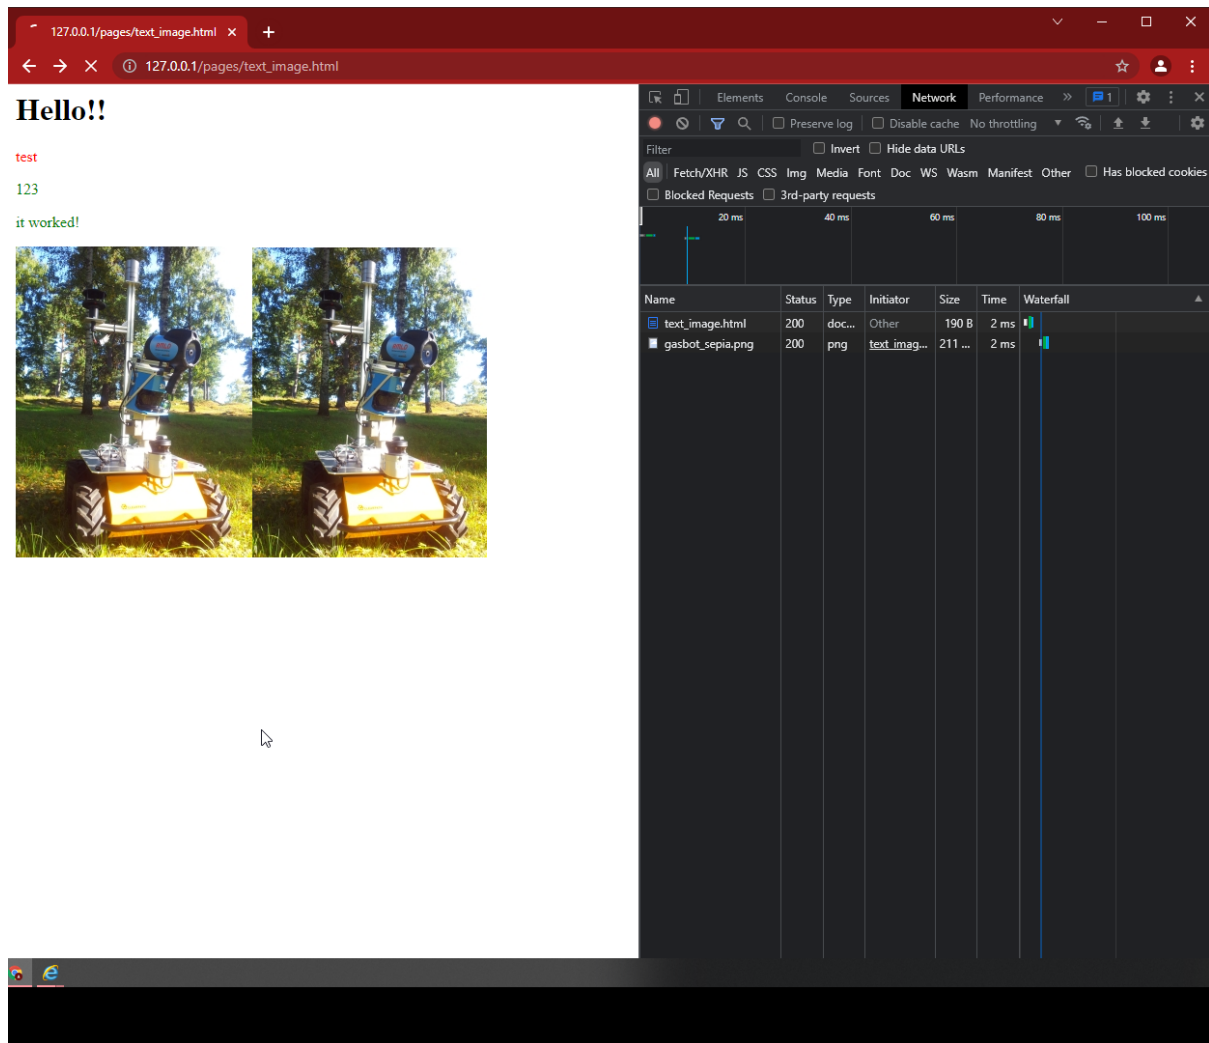 127.0.0.1/pages/text_image.html
127.0.0.1/pages/text_image.html
Hello!!
test
123
it worked!
Elements Console Sources Network Performance 1
Preserve log Disable cache No throttling
Filter Invert Hide data URLs
All Fetch/XHR JS CSS Img Media Font Doc WS Wasm Manifest Other Has blocked cookies
Blocked Requests 3rd-party requests
20 ms 40 ms 60 ms 80 ms 100 ms
Name Status Type Initiator Size Time Waterfall
text_image.html 200 doc... Other 190 B 2 ms
gasbot_sepia.png 200 png text_imag... 211 ... 2 ms